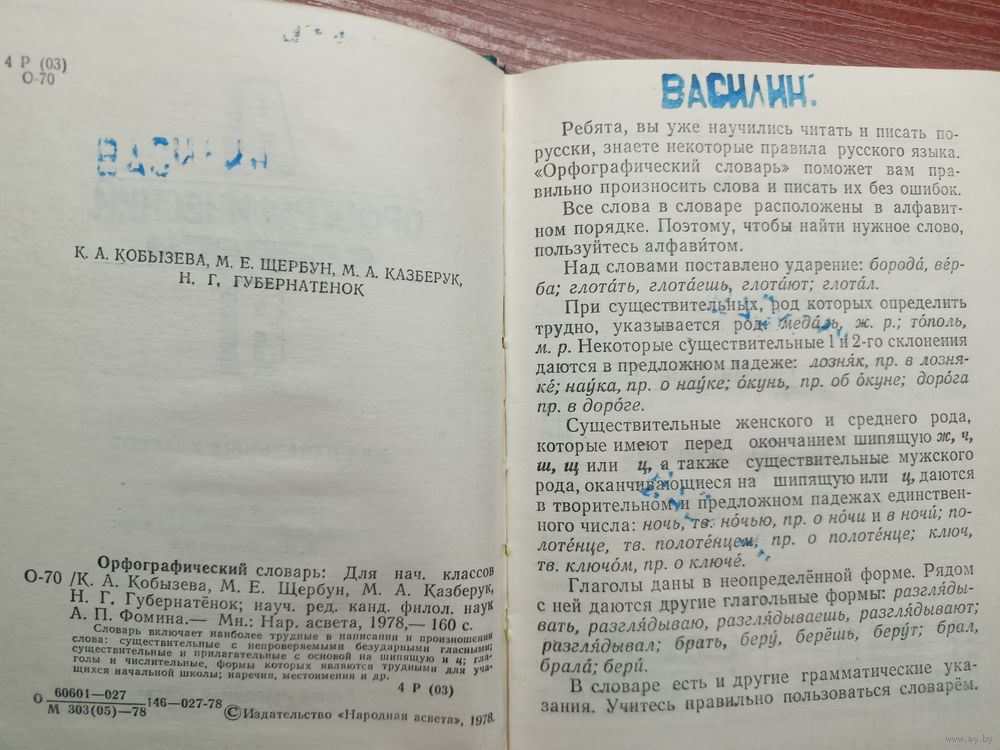 4 Р (03)
О-70
К. А. КОБЫЗЕВА, М. Е. ЩЕРБУН, М. А. КАЗБЕРУК,
Н. Г. ГУБЕРНАТЕНОК
Орфографический словарь: Для нач. классов
О-70 /К. А. Кобызева, М. Е. Щербун, М. А. Казберук,
Н. Г. Губернатёнок; науч. ред. канд. филол. наук
А. П. Фомина.— Мн.: Нар. асвета, 1978,— 160 с.
Словарь включает наиболее трудные в написании и произношении
слова: существительные с непроверяемыми безударными гласными;
существительные и прилагательные с основой на шипящую и ц; гла-
голы и числительные, формы которых являются трудными для уча-
щихся начальной школы; наречия, местоимения и др.
4 Р (03)
О 60601—027
М 303(05)—78 146—027-78
© Издательство «Народная асвета», 1978.
ВАСИЛИН
Ребята, вы уже научились читать и писать по-
русски, знаете некоторые правила русского языка.
«Орфографический словарь» поможет вам пра-
вильно произносить слова и писать их без ошибок.
Все слова в словаре расположены в алфавит-
ном порядке. Поэтому, чтобы найти нужное слово,
пользуйтесь алфавитом.
Над словами поставлено ударение: борода́, ве́р-
ба; глота́ть, глота́ешь, глота́ют; глота́л.
При существительных, род которых определить
трудно, указывается род: меда́ль, ж. р.; то́поль,
м. р. Некоторые существительные 1 и 2-го склонения
даются в предложном падеже: лозня́к, пр. в лозня-
ке́; нау́ка, пр. о нау́ке; о́кунь, пр. об о́куне; доро́га
пр. в доро́ге.
Существительные женского и среднего рода,
которые имеют перед окончанием шипящую ж, ч,
ш, щ или ц, а также существительные мужского
рода, оканчивающиеся на шипящую или ц, даются
в творительном и предложном падежах единствен-
ного числа: ночь, тв. но́чью, пр. о но́чи и в ночи́; по-
лоте́нце, тв. полоте́нцем, пр. о полоте́нце; ключ,
тв. ключо́м, пр. о ключе́.
Глаголы даны в неопределённой форме. Рядом
с ней даются другие глагольные формы: разгля́ды-
вать, разгля́дываю, разгля́дываешь, разгля́дывают;
разгля́дывал; брать, беру́, берёшь, беру́т; брал,
брала́; бери́.
В словаре есть и другие грамматические ука-
зания. Учитесь правильно пользоваться словарём.
www.ay.by